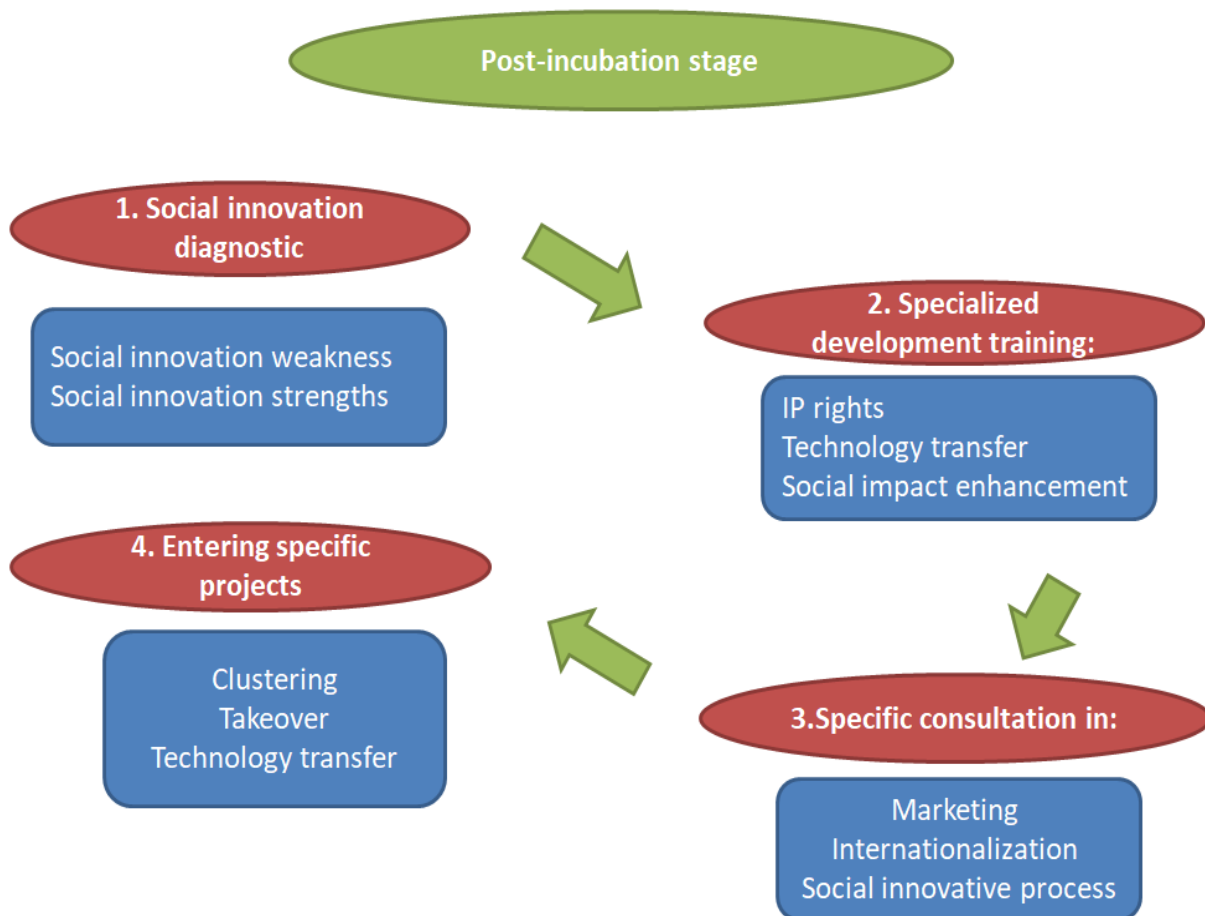 Post-incubation stage
1. Social innovation
diagnostic
Social innovation weakness
Social innovation strengths
2. Specialized
development training:
IP rights
Technology transfer
Social impact enhancement
3.Specific consultation in:
Marketing
Internationalization
Social innovative process
4. Entering specific
projects
Clustering
Takeover
Technology transfer